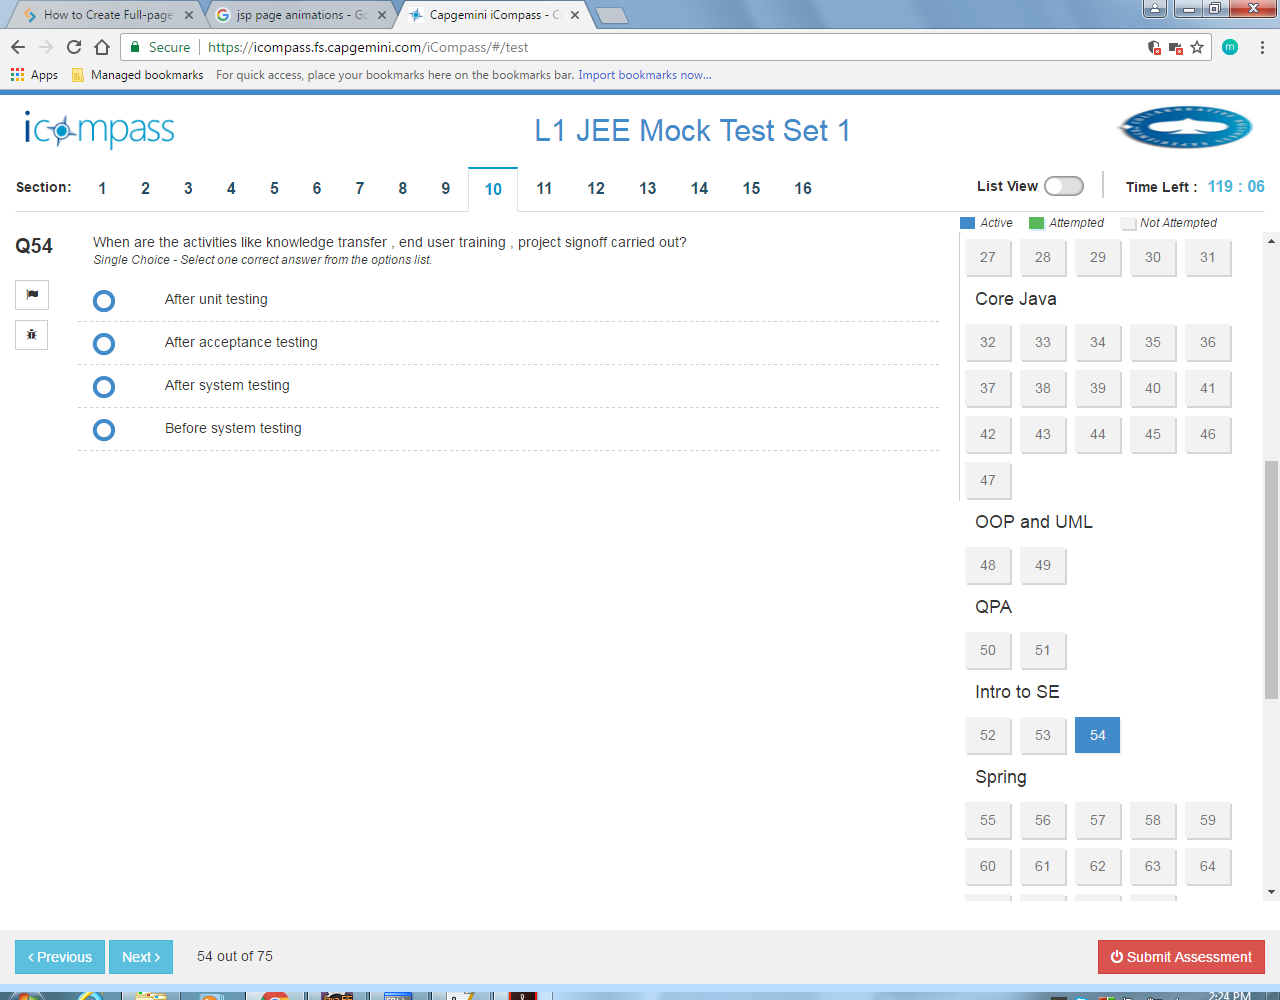 How to Create Full-page
jsp page animations - Go
Capgemini iCompass - C
Secure
https://icompass.fs.capgemini.com/iCompass/#/test
m
Apps
Managed bookmarks
For quick access, place your bookmarks here on the bookmarks bar. Import bookmarks now...
icompass
L1 JEE Mock Test Set 1
Section: 1 2 3 4 5 6 7 8 9 10 11 12 13 14 15 16
List View
Time Left : 119 : 06
Active Attempted Not Attempted
Q54
When are the activities like knowledge transfer , end user training , project signoff carried out?
Single Choice - Select one correct answer from the options list.
After unit testing
After acceptance testing
After system testing
Before system testing
27 28 29 30 31
Core Java
32 33 34 35 36
37 38 39 40 41
42 43 44 45 46
47
OOP and UML
48 49
QPA
50 51
Intro to SE
52 53 54
Spring
55 56 57 58 59
60 61 62 63 64
‹ Previous
Next ›
54 out of 75
Submit Assessment
2:24 PM